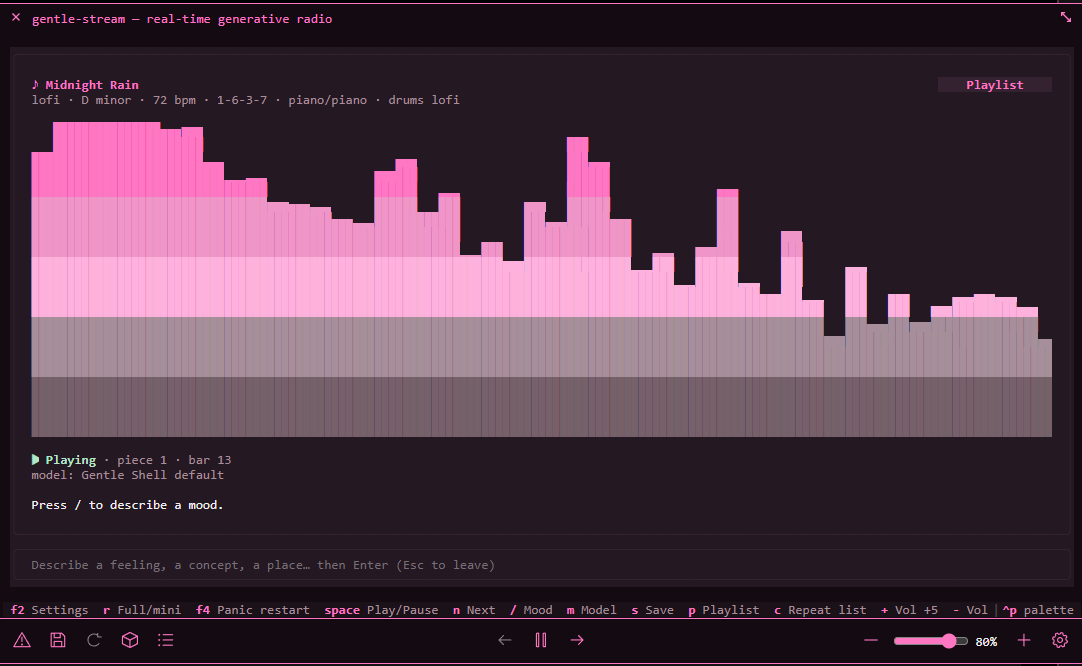 ✕ gentle-stream — real-time generative radio
♪ Midnight Rain
Playlist
lofi · D minor · 72 bpm · 1-6-3-7 · piano/piano · drums lofi
Playing · piece 1 · bar 13
model: Gentle Shell default
Press / to describe a mood.
Describe a feeling, a concept, a place… then Enter (Esc to leave)
f2 Settings r Full/mini f4 Panic restart space Play/Pause n Next / Mood m Model s Save p Playlist c Repeat list + Vol +5 - Vol ^p palette
80%